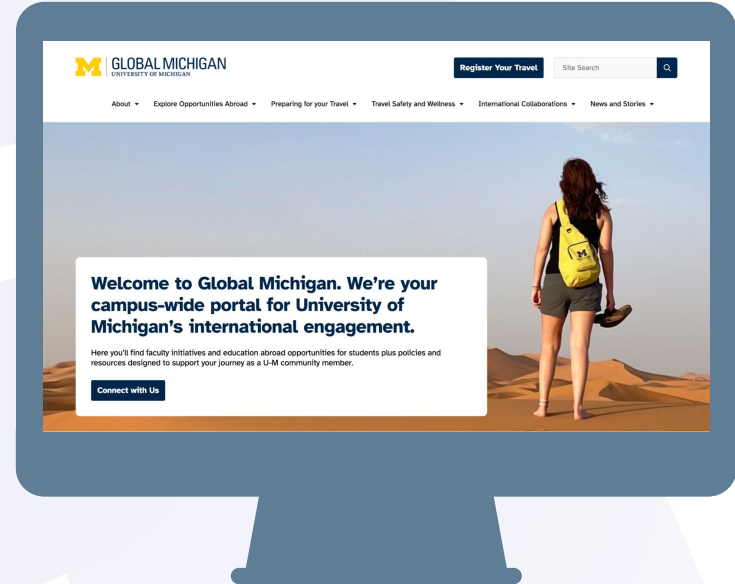 M GLOBAL MICHIGAN
UNIVERSITY OF MICHIGAN
Register Your Travel
Site Search
About
Explore Opportunities Abroad
Preparing for your Travel
Travel Safety and Wellness
International Collaborations
News and Stories
Welcome to Global Michigan. We're your
campus-wide portal for University of
Michigan's international engagement.
Here you'll find faculty initiatives and education abroad opportunities for students plus policies and
resources designed to support your journey as a U-M community member.
Connect with Us
M